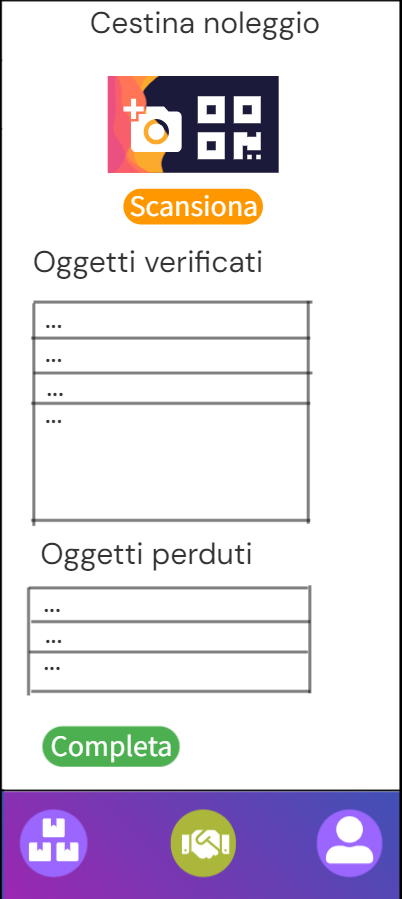 Cestina noleggio
Scansiona
Oggetti verificati
...
...
...
...
Oggetti perduti
...
...
...
Completa